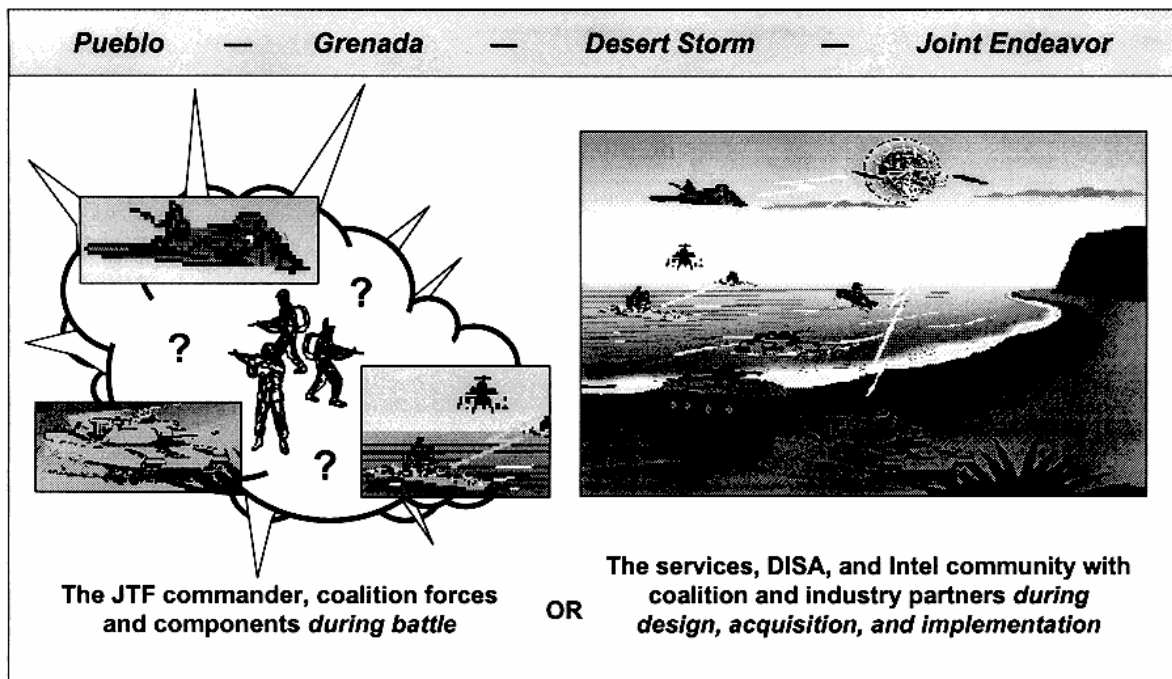 Pueblo — Grenada — Desert Storm — Joint Endeavor
?
?
?
The JTF commander, coalition forces
and components during battle
OR
The services, DISA, and Intel community with
coalition and industry partners during
design, acquisition, and implementation